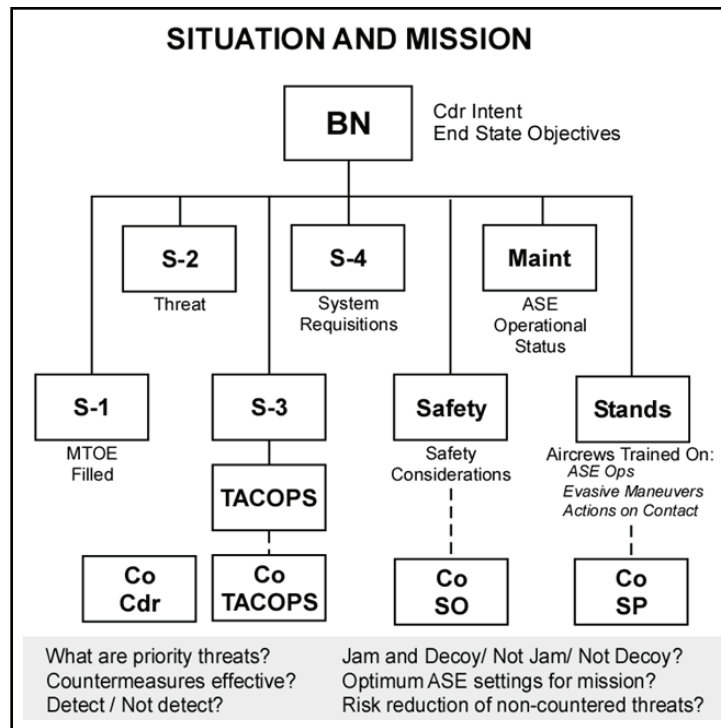 SITUATION AND MISSION
BN
Cdr Intent
End State Objectives
S-2
Threat
S-4
System
Requisitions
Maint
ASE
Operational
Status
S-1
MTOE
Filled
S-3
TACOPS
Safety
Safety
Considerations
Stands
Aircrews Trained On:
ASE Ops
Evasive Maneuvers
Actions on Contact
Co
Cdr
Co
TACOPS
Co
SO
Co
SP
What are priority threats?
Countermeasures effective?
Detect / Not detect?
Jam and Decoy/ Not Jam/ Not Decoy?
Optimum ASE settings for mission?
Risk reduction of non-countered threats?